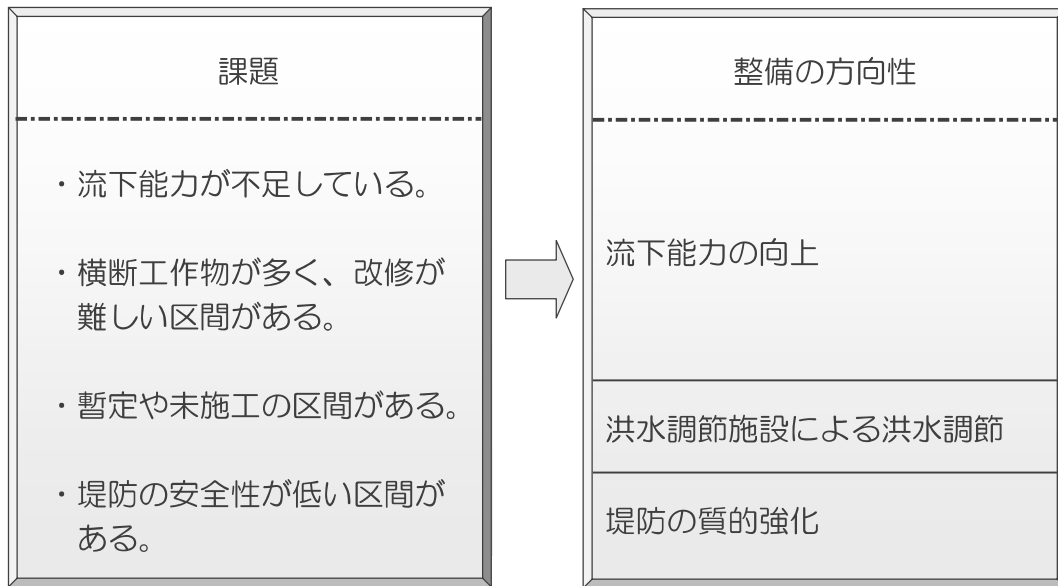 課題
・流下能力が不足している。
・横断工作物が多く、改修が
難しい区間がある。
・暫定や未施工の区間がある。
・堤防の安全性が低い区間が
ある。
整備の方向性
流下能力の向上
洪水調節施設による洪水調節
堤防の質的強化